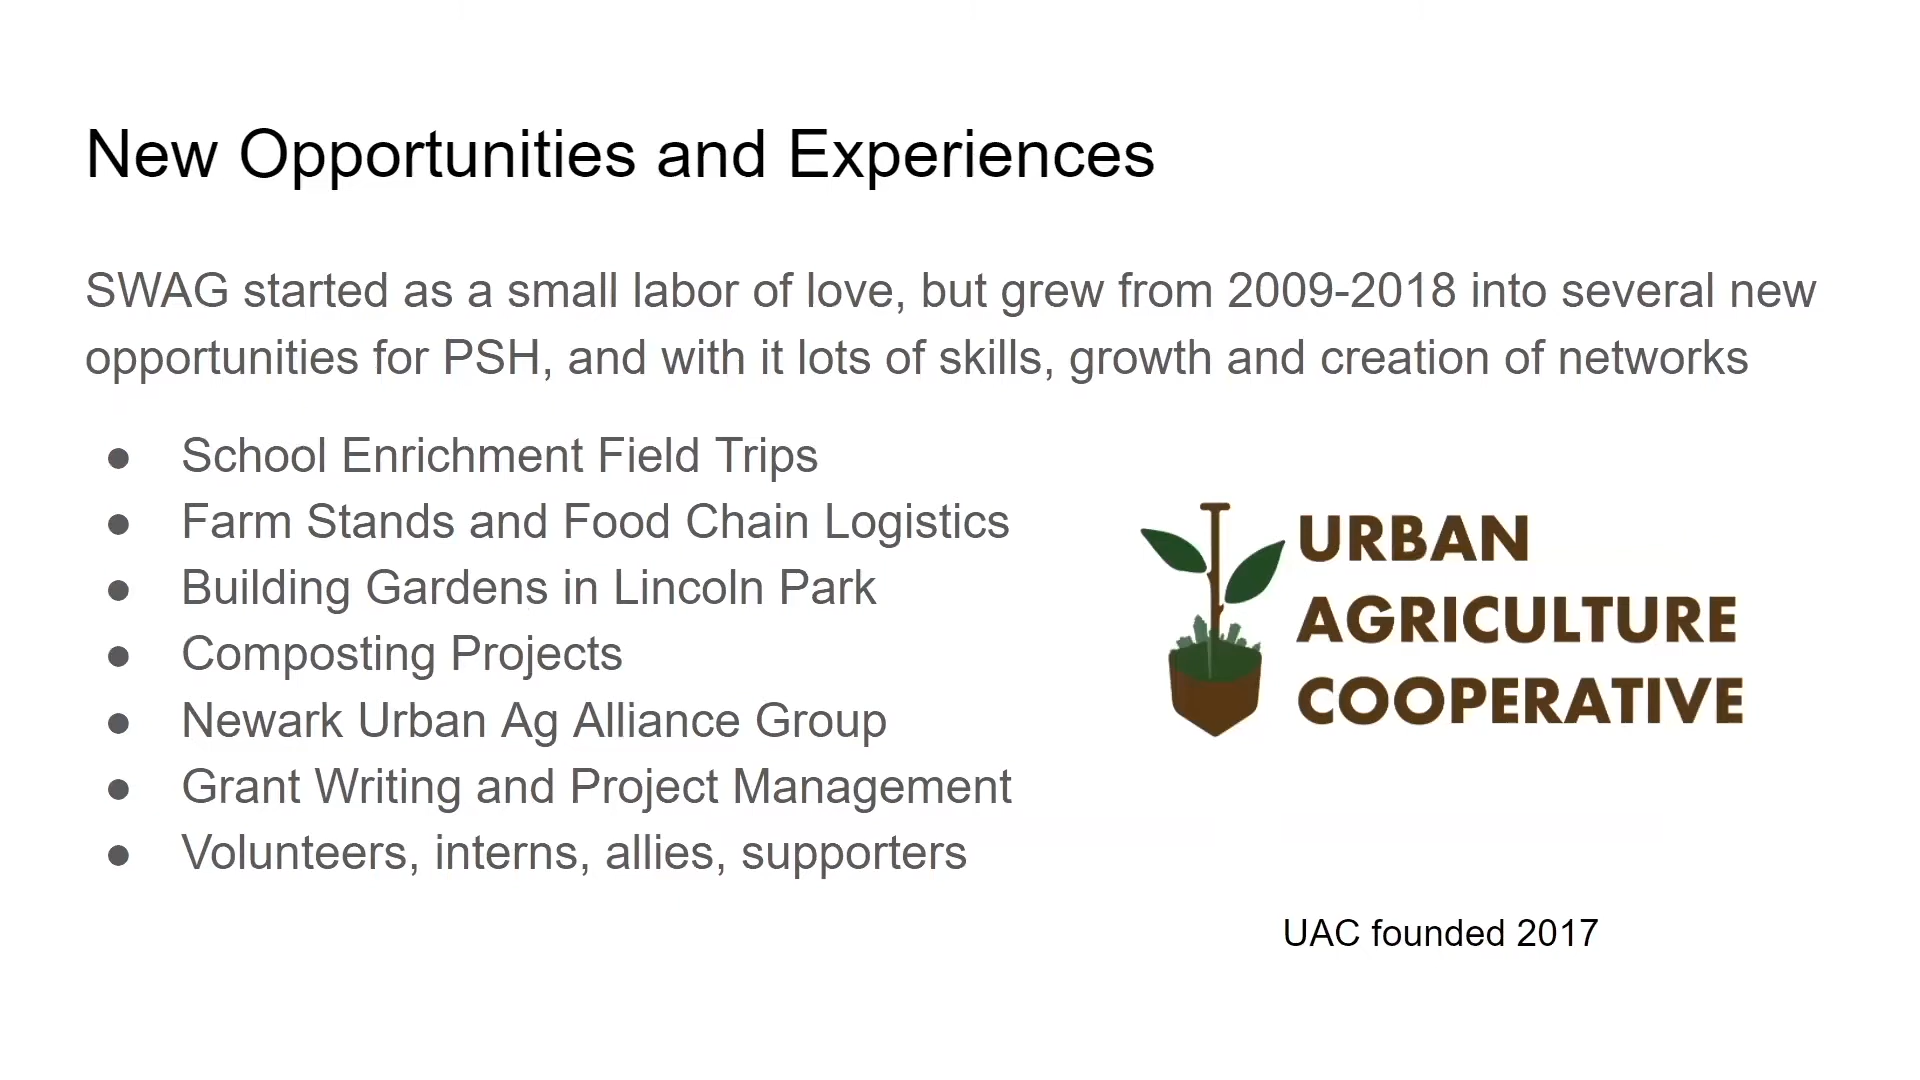 New Opportunities and Experiences
SWAG started as a small labor of love, but grew from 2009-2018 into several new
opportunities for PSH, and with it lots of skills, growth and creation of networks
● School Enrichment Field Trips
● Farm Stands and Food Chain Logistics
● Building Gardens in Lincoln Park
● Composting Projects
● Newark Urban Ag Alliance Group
● Grant Writing and Project Management
● Volunteers, interns, allies, supporters
URBAN
AGRICULTURE
COOPERATIVE
UAC founded 2017